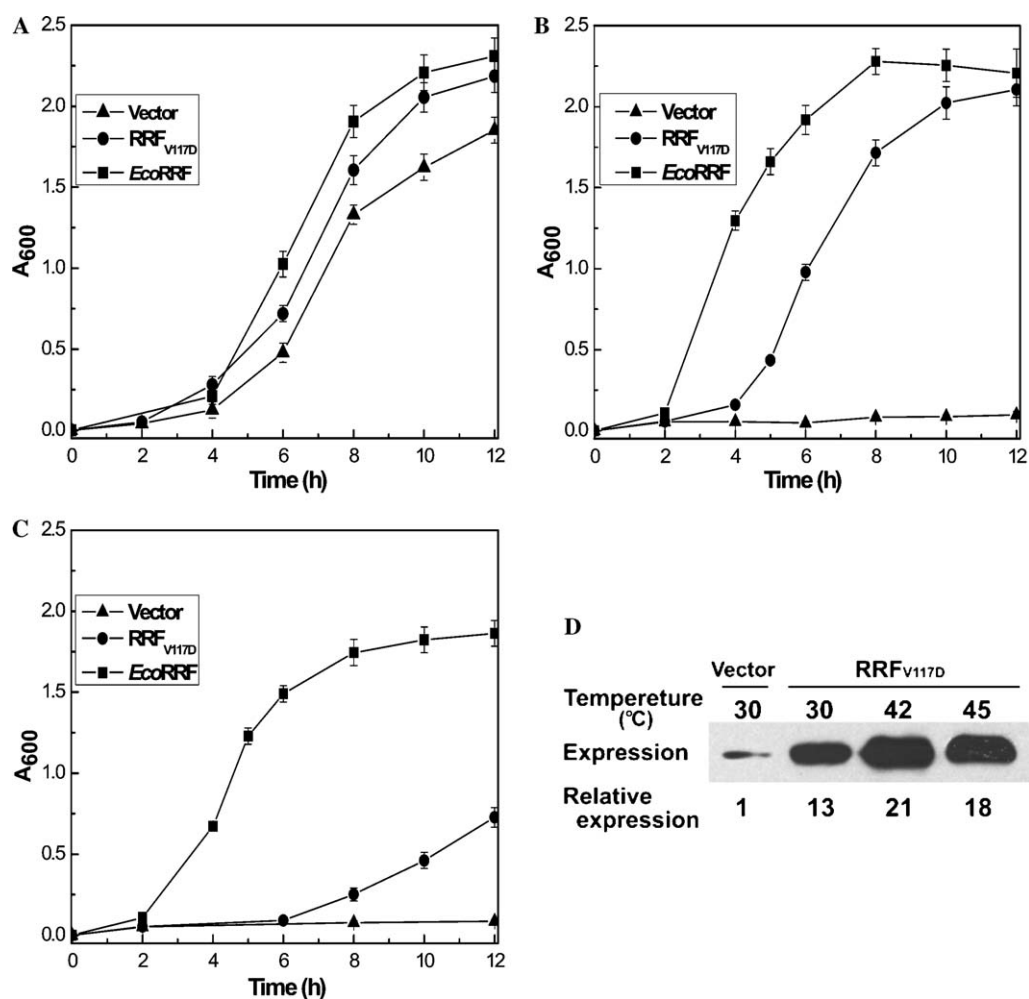 A
2.5
2.0
1.5
1.0
0.5
0.0
A600
Vector
RRFV117D
EcoRRF
0 2 4 6 8 10 12
Time (h)
B
2.5
2.0
1.5
1.0
0.5
0.0
A600
Vector
RRFV117D
EcoRRF
0 2 4 6 8 10 12
Time (h)
C
2.5
2.0
1.5
1.0
0.5
0.0
A600
Vector
RRFV117D
EcoRRF
0 2 4 6 8 10 12
Time (h)
D
Vector RRFV117D
Tempereture 30 30 42 45
(°C)
Expression
Relative
expression 1 13 21 18